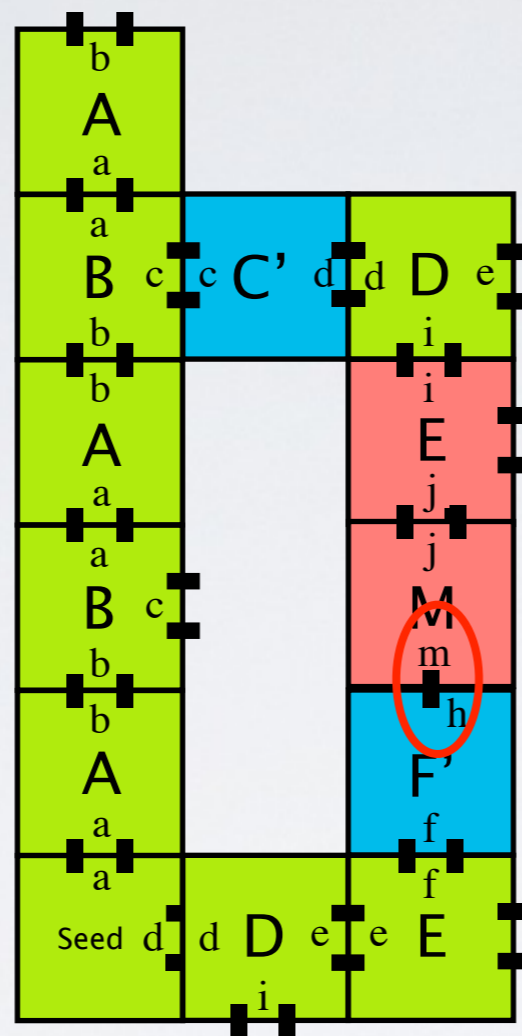 b
A
a
a
B c c C’ d d D e
b i
b i
A E
a j
a j
B c M
b m
b h
A F’
a f
a f
Seed d d D e e E
i